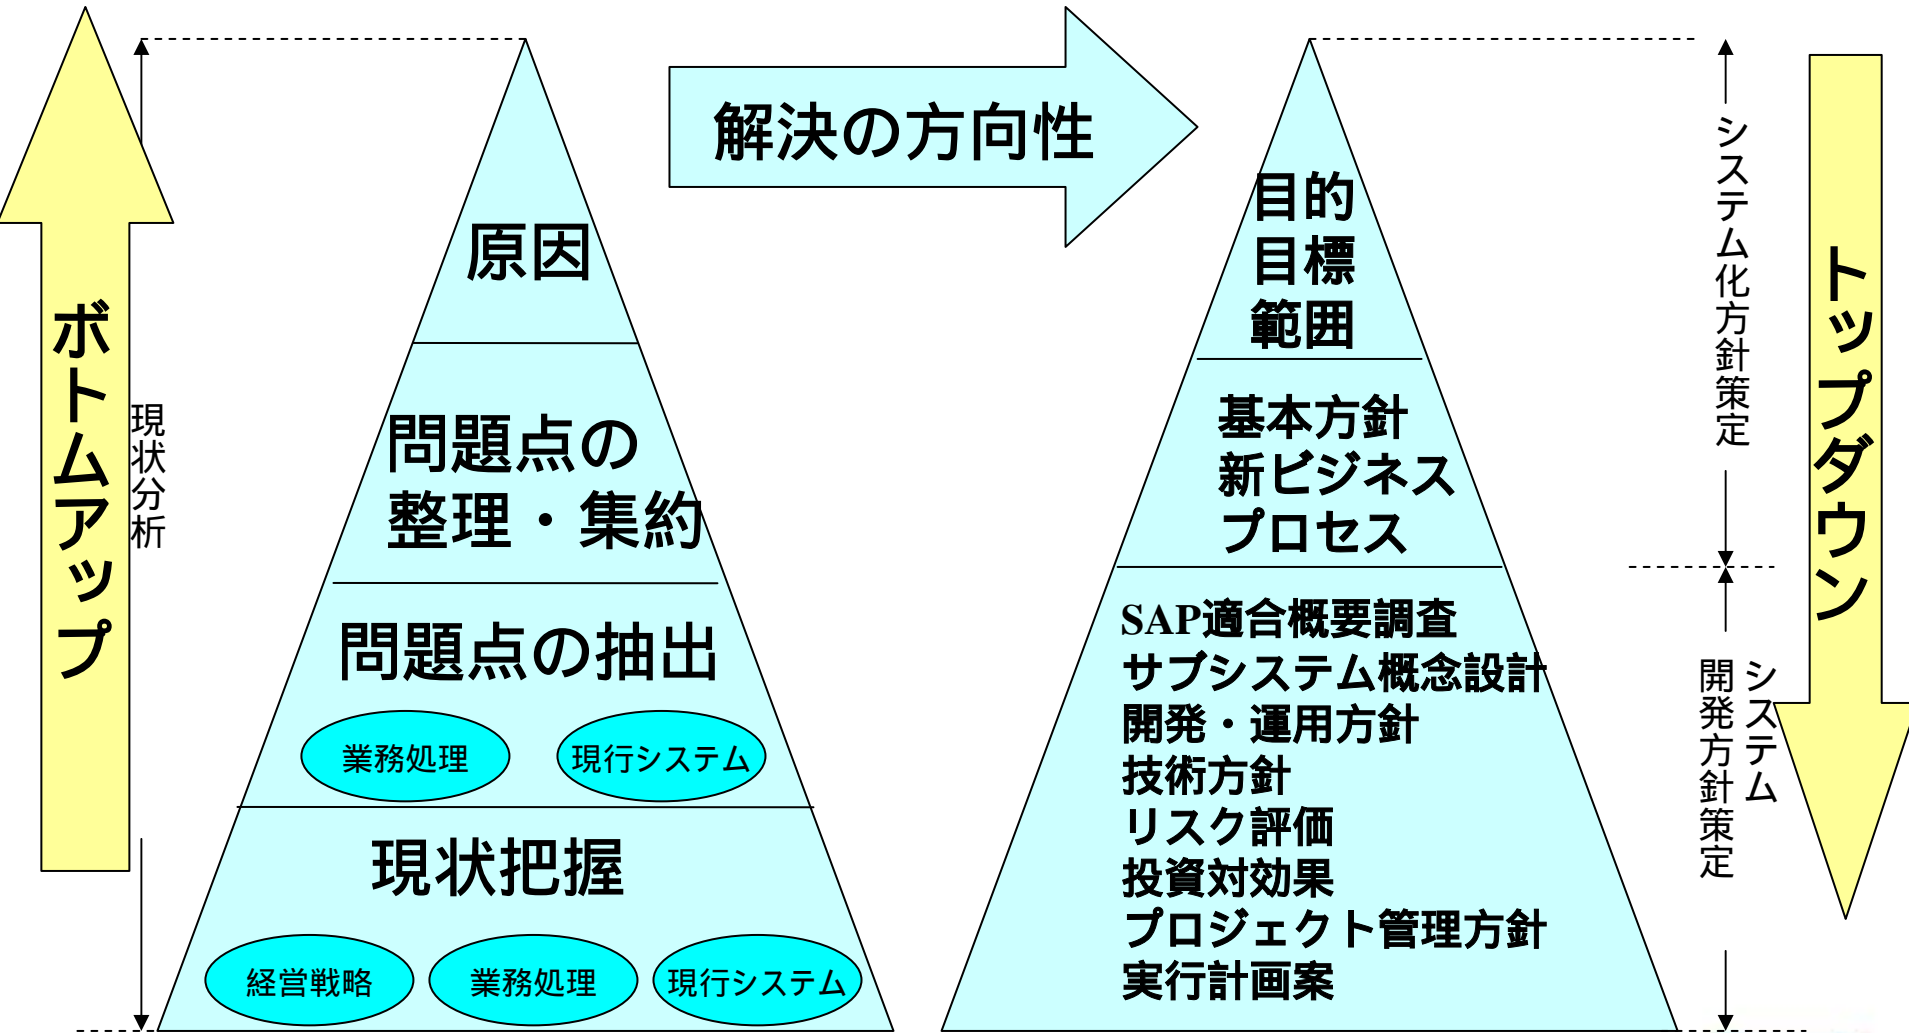 ボトムアップ
現状分析
原因
問題点の
整理・集約
問題点の抽出
業務処理
現行システム
現状把握
経営戦略
業務処理
現行システム
解決の方向性
目的
目標
範囲
基本方針
新ビジネス
プロセス
SAP適合概要調査
サブシステム概念設計
開発・運用方針
技術方針
リスク評価
投資対効果
プロジェクト管理方針
実行計画案
システム化方針策定
システム
開発方針策定
トップダウン